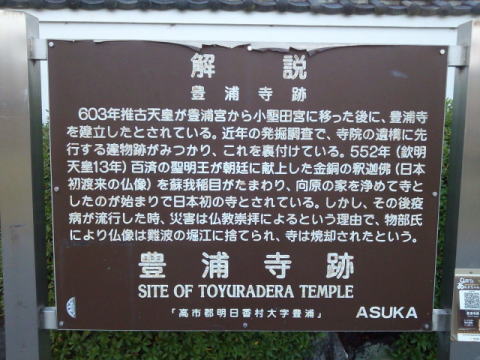 解説
豊浦寺跡
603年推古天皇が豊浦宮から小墾田宮に移った後に、豊浦寺
を建立したとされている。近年の発掘調査で、寺院の遺構に先
行する建物跡がみつかり、これを裏付けている。552年（欽明
天皇13年）百済の聖明王が朝廷に献上した金銅の釈迦佛（日本
初渡来の仏像）を蘇我稲目がたまわり、向原の家を浄めて寺と
したのが始まりで日本初の寺とされている。しかし、その後疫
病が流行した時、災害は仏教崇拝によるという理由で、物部氏
により仏像は難波の堀江に捨てられ、寺は焼却されたという。
豊浦寺跡
SITE OF TOYURADERA TEMPLE
「高市郡明日香村大字豊浦」 ASUKA